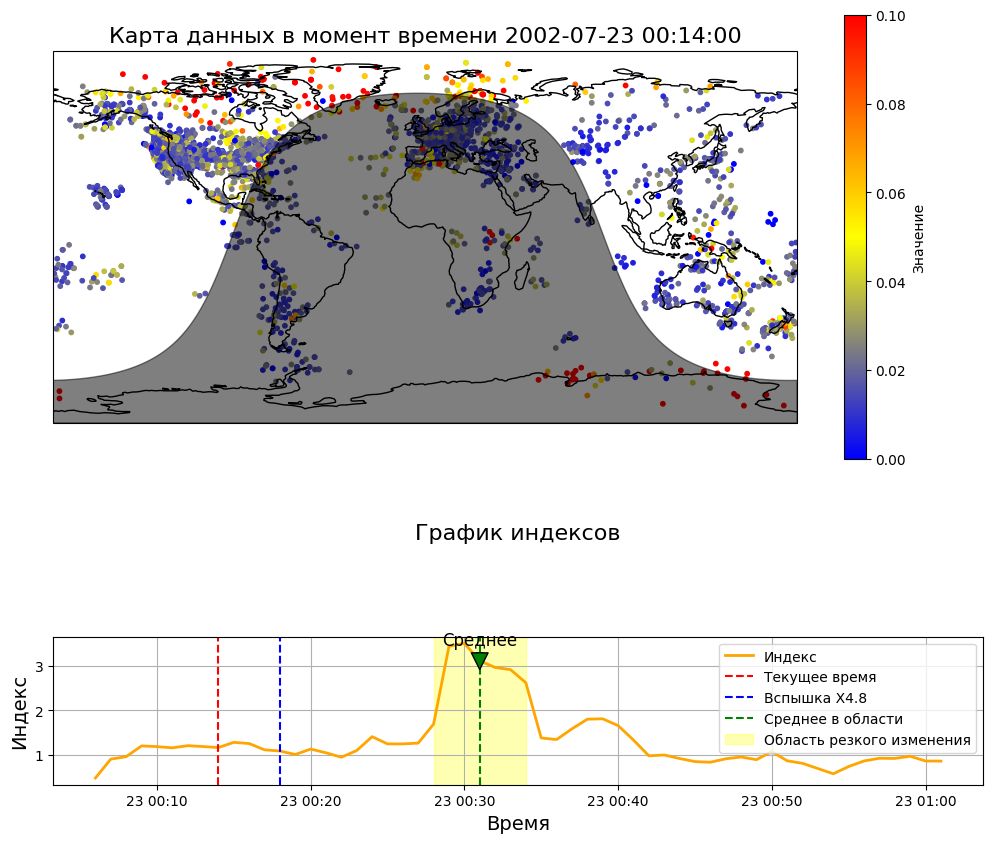 Карта данных в момент времени 2002-07-23 00:14:00
0.10
0.08
0.06
0.04
0.02
0.00
Значение
График индексов
Среднее
Индекс
3
2
1
Индекс
Текущее время
Вспышка X4.8
Среднее в области
Область резкого изменения
23 00:10
23 00:20
23 00:30
23 00:40
23 00:50
23 01:00
Время